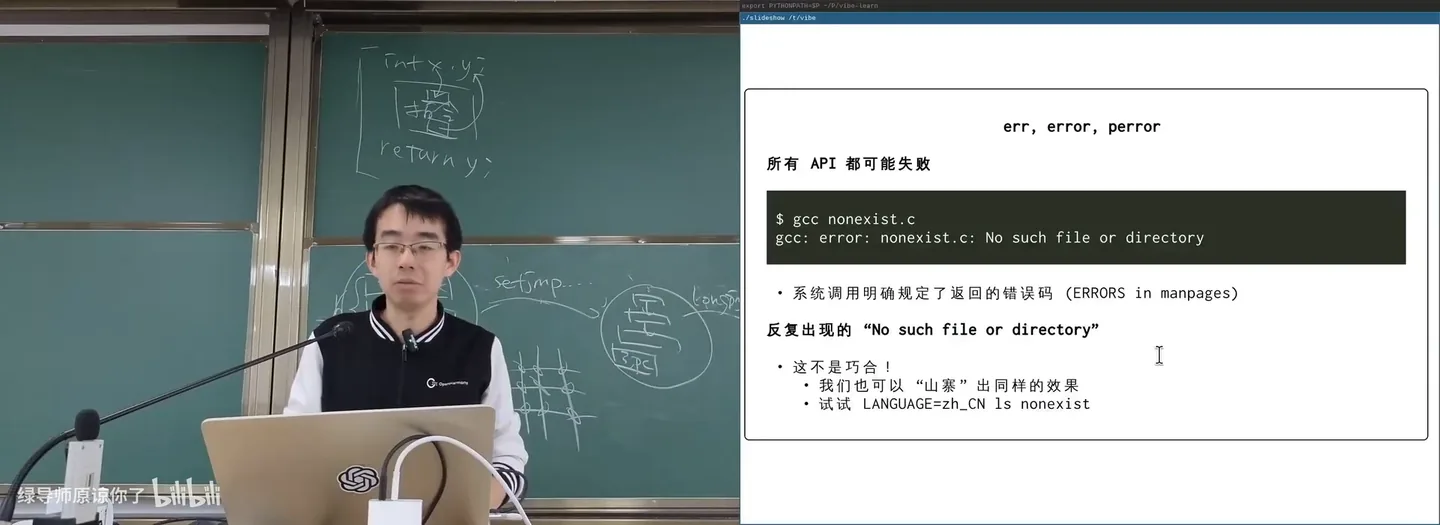 int x, y;
return y;
setjmp....
绿导师原谅你了 bilibili
export PYTHONPATH=$P ~/P/vibe-learn
./slideshow /t/vibe
err, error, perror
所有 API 都可能失败
$ gcc nonexist.c
gcc: error: nonexist.c: No such file or directory
• 系统调用明确规定了返回的错误码 (ERRORS in manpages)
反复出现的 “No such file or directory”
• 这不是巧合！
• 我们也可以 “山寨” 出同样的效果
• 试试 LANGUAGE=zh_CN ls nonexist